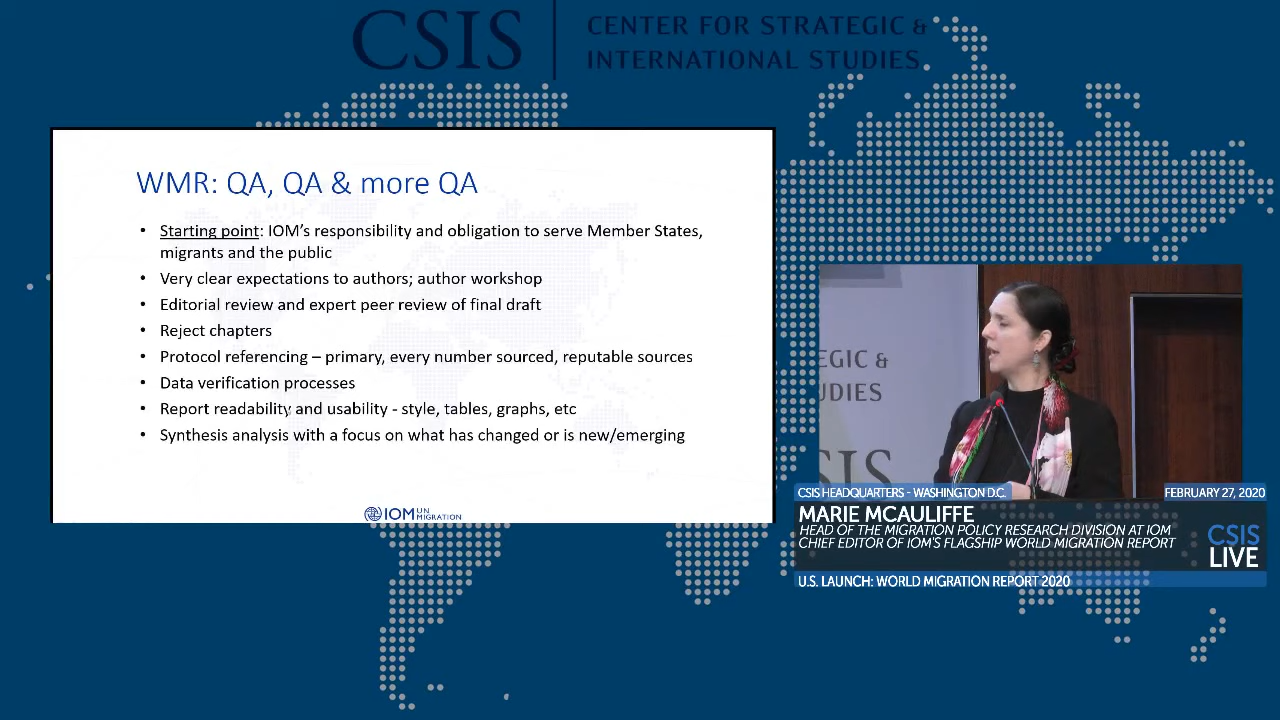 CSIS
CENTER FOR STRATEGIC &
INTERNATIONAL STUDIES
WMR: QA, QA & more QA
• Starting point: IOM's responsibility and obligation to serve Member States,
migrants and the public
• Very clear expectations to authors; author workshop
• Editorial review and expert peer review of final draft
• Reject chapters
• Protocol referencing – primary, every number sourced, reputable sources
• Data verification processes
• Report readability and usability - style, tables, graphs, etc
• Synthesis analysis with a focus on what has changed or is new/emerging
IOM UN
MIGRATION
EGIC &
UDIES
SIS
CSIS HEADQUARTERS - WASHINGTON D.C.
FEBRUARY 27, 2020
MARIE MCAULIFFE
HEAD OF THE MIGRATION POLICY RESEARCH DIVISION AT IOM
CHIEF EDITOR OF IOM'S FLAGSHIP WORLD MIGRATION REPORT
CSIS
LIVE
U.S. LAUNCH: WORLD MIGRATION REPORT 2020